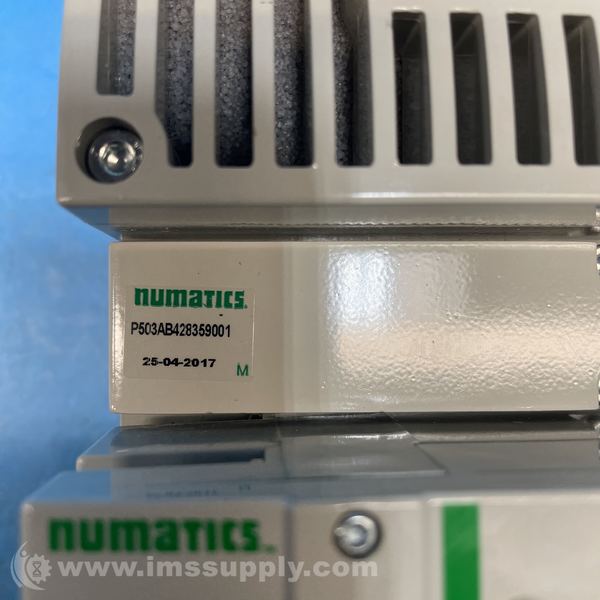 numatics.
P503AB428359001
25-04-2017
M
numatics.
www.imssupply.com